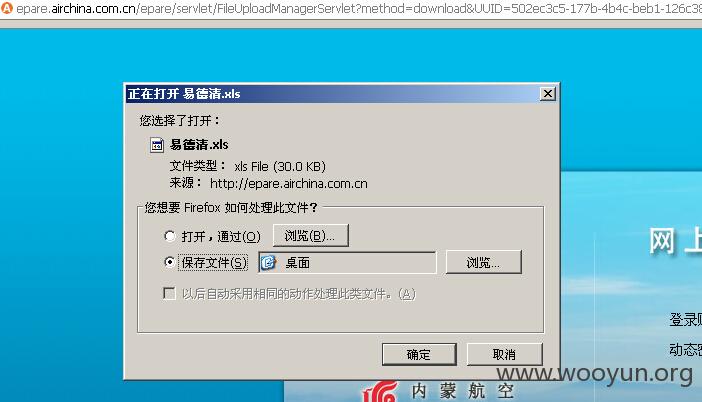 epare.airchina.com.cn/epare/servlet/FileUploadManagerServlet?method=download&UUID=502ec3c5-177b-4b4c-beb1-126c38
正在打开 易德清.xls
您选择了打开：
易德清.xls
文件类型： xls File (30.0 KB)
来源： http://epare.airchina.com.cn
您想要 Firefox 如何处理此文件？
打开，通过(O) 浏览(B)...
保存文件(S) 桌面 浏览...
以后自动采用相同的动作处理此类文件。(A)
确定 取消
网上
登录账
动态密
www.wooyun.org
内蒙航空